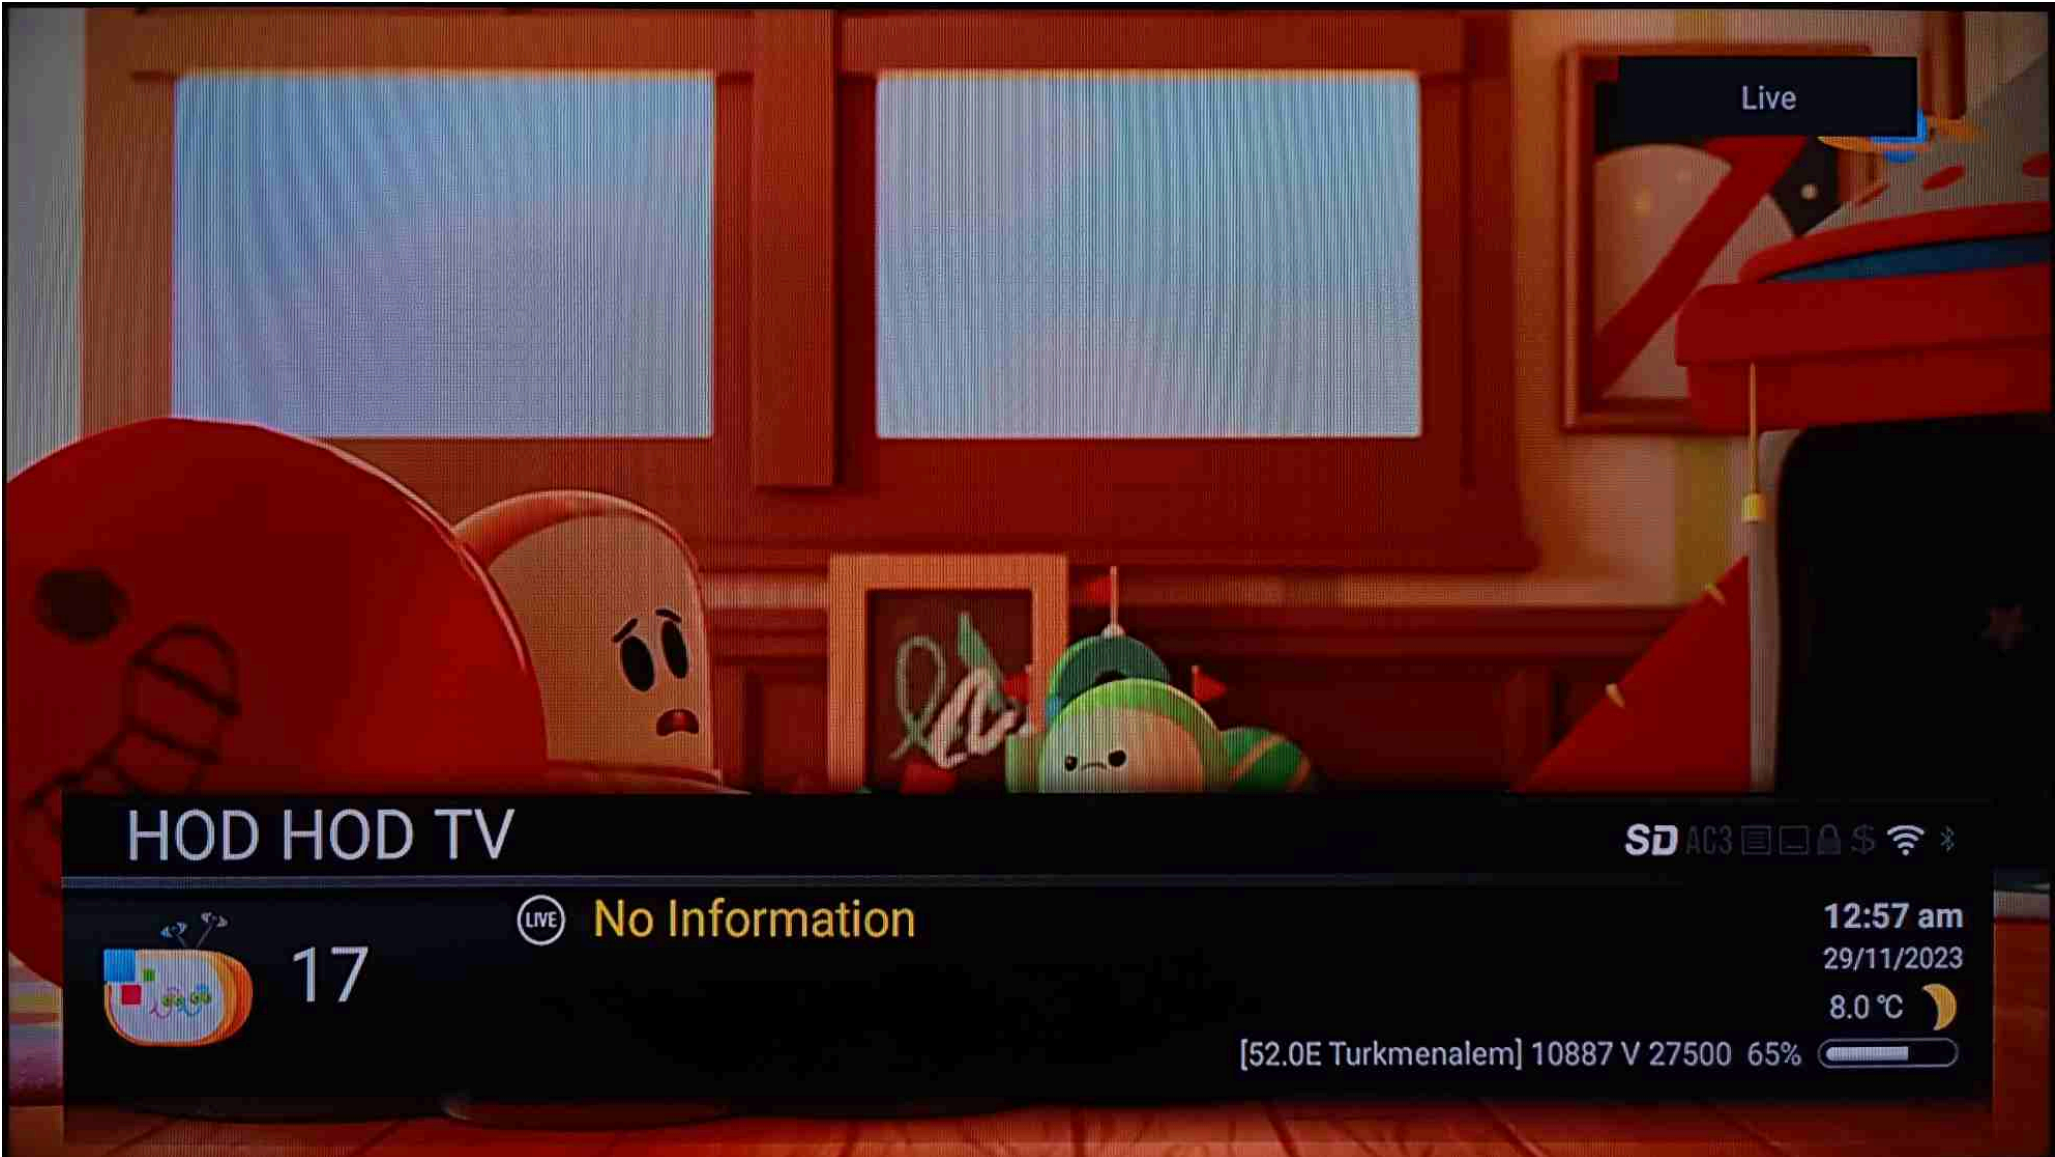 Live
HOD HOD TV
SD AC3 $
17
LIVE No Information
12:57 am
29/11/2023
8.0 °C
[52.0E Turkmenalem] 10887 V 27500 65%